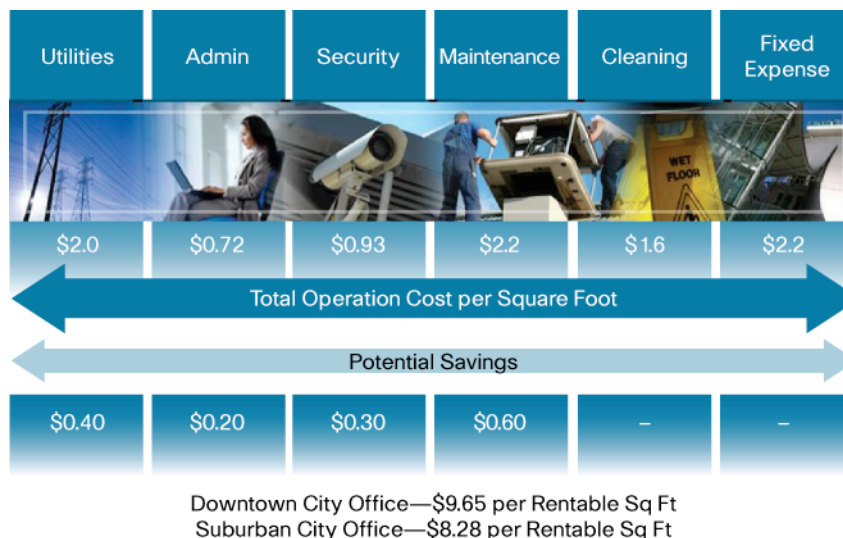 Utilities
Admin
Security
Maintenance
Cleaning
Fixed
Expense
WET
FLOOR
$2.0
$0.72
$0.93
$2.2
$1.6
$2.2
Total Operation Cost per Square Foot
Potential Savings
$0.40
$0.20
$0.30
$0.60
–
–
Downtown City Office—$9.65 per Rentable Sq Ft
Suburban City Office—$8.28 per Rentable Sq Ft